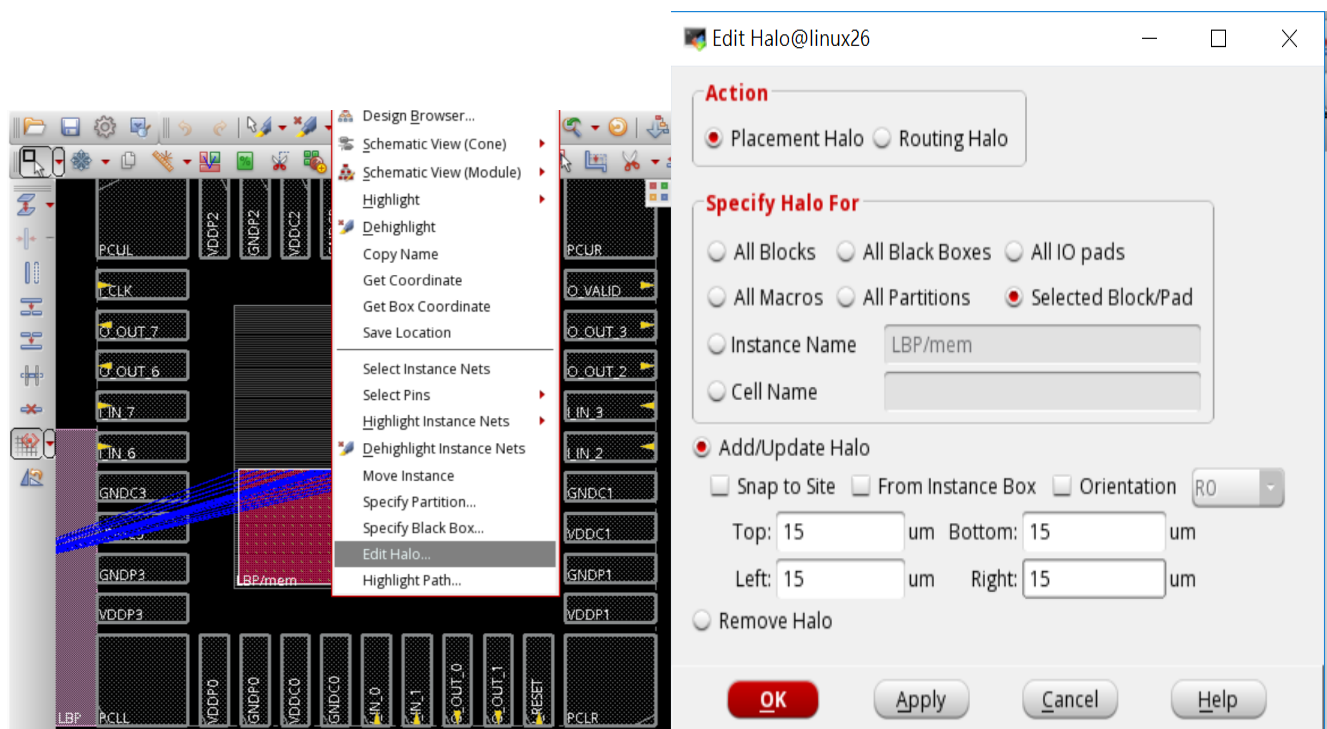 Design Browser...
Schematic View (Cone)
Schematic View (Module)
Highlight
Dehighlight
Copy Name
Get Coordinate
Get Box Coordinate
Save Location
Select Instance Nets
Select Pins
Highlight Instance Nets
Dehighlight Instance Nets
Move Instance
Specify Partition...
Specify Black Box...
Edit Halo...
Highlight Path...
PCUL
VDDP2
GNDP2
VDDC2
PCUR
I_CLK
O_OUT_7
O_OUT_6
I_IN_7
I_IN_6
GNDC3
GNDP3
VDDP3
O_VALID
O_OUT_3
O_OUT_2
I_IN_3
I_IN_2
GNDC1
VDDC1
GNDP1
VDDP1
LBP/mem
LBP
PCLL
VDDP0
GNDP0
VDDC0
GNDC0
I_IN_0
I_IN_1
O_OUT_0
O_OUT_1
PCLR
Edit Halo@linux26
Action
Placement Halo
Routing Halo
Specify Halo For
All Blocks
All Black Boxes
All IO pads
All Macros
All Partitions
Selected Block/Pad
Instance Name
LBP/mem
Cell Name
Add/Update Halo
Snap to Site
From Instance Box
Orientation
R0
Top: 15 um
Bottom: 15 um
Left: 15 um
Right: 15 um
Remove Halo
OK
Apply
Cancel
Help